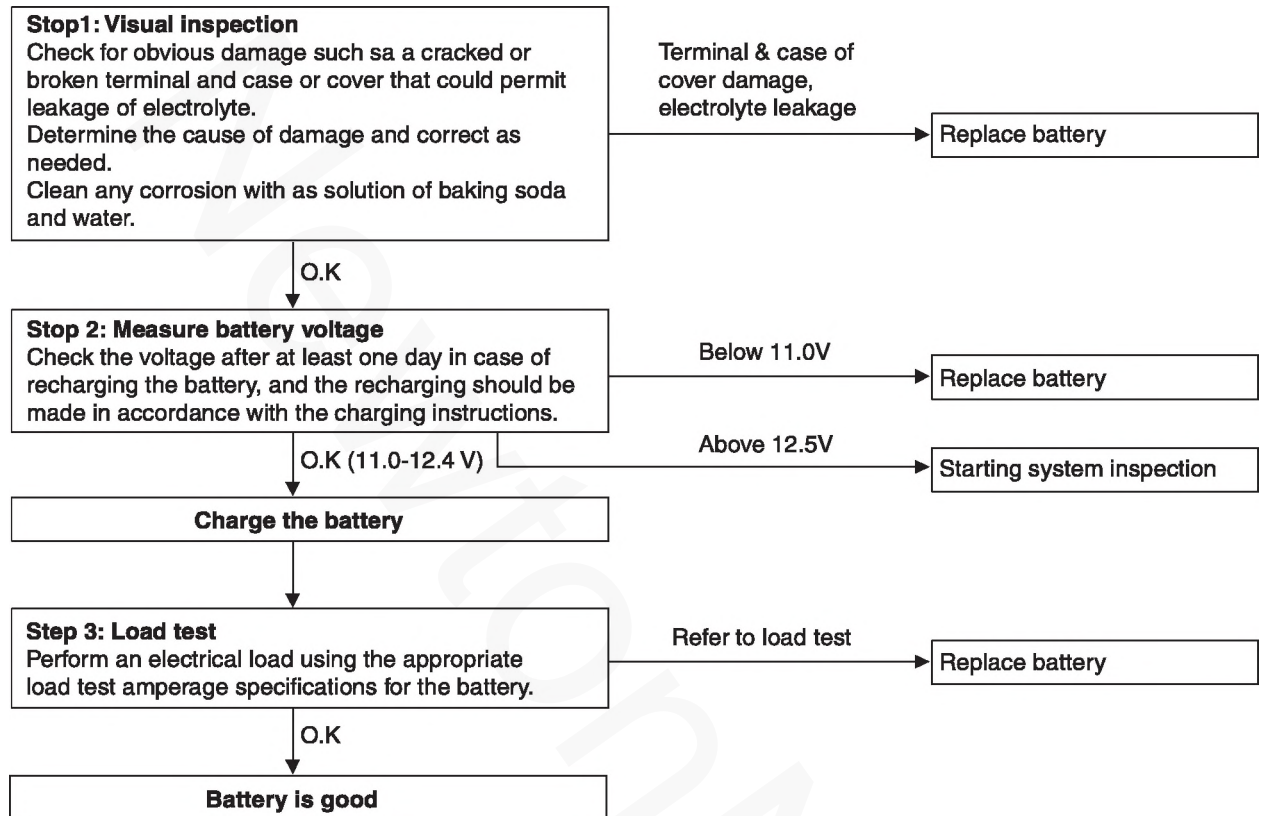 Stop1: Visual inspection
Check for obvious damage such sa a cracked or
broken terminal and case or cover that could permit
leakage of electrolyte.
Determine the cause of damage and correct as
needed.
Clean any corrosion with as solution of baking soda
and water.
Terminal & case of
cover damage,
electrolyte leakage
Replace battery
O.K
Stop 2: Measure battery voltage
Check the voltage after at least one day in case of
recharging the battery, and the recharging should be
made in accordance with the charging instructions.
Below 11.0V
Replace battery
O.K (11.0-12.4 V)
Above 12.5V
Starting system inspection
Charge the battery
Step 3: Load test
Perform an electrical load using the appropriate
load test amperage specifications for the battery.
Refer to load test
Replace battery
O.K
Battery is good